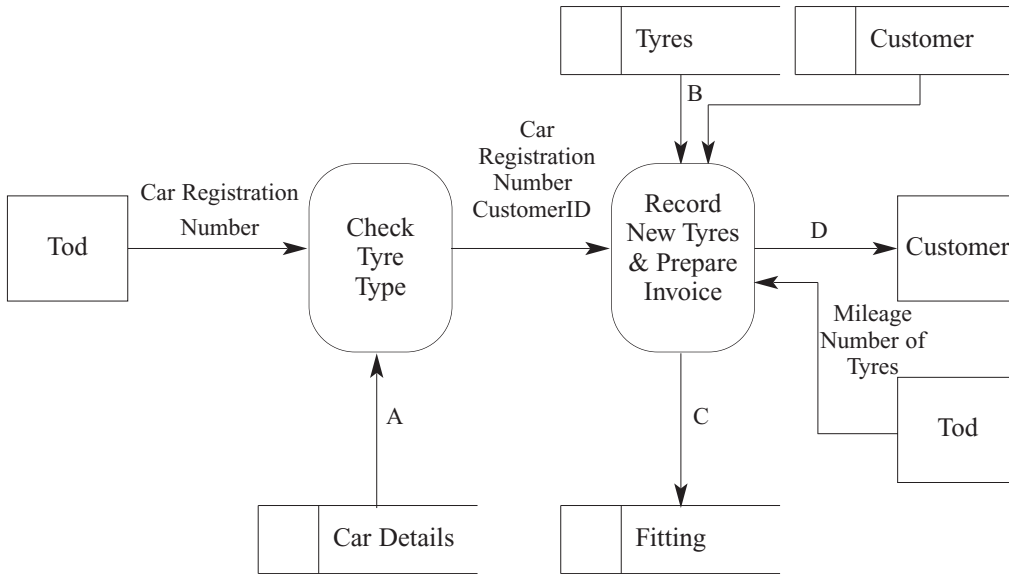 Tyres
Customer
B
Car
Registration
Number
CustomerID
Car Registration
Number
Tod
Check
Tyre
Type
Record
New Tyres
& Prepare
Invoice
D
Customer
Mileage
Number of
Tyres
Tod
A
C
Car Details
Fitting